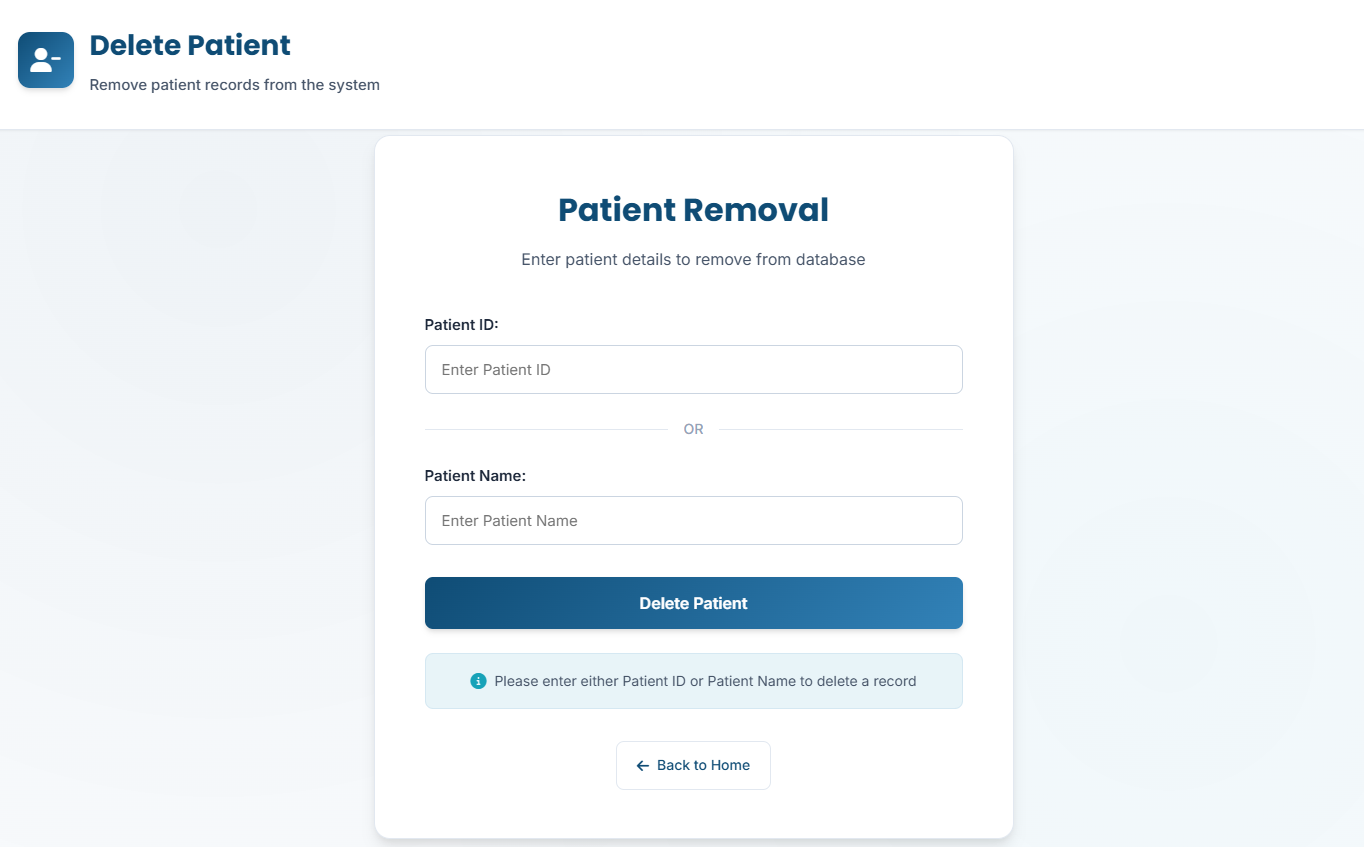 Delete Patient
Remove patient records from the system
Patient Removal
Enter patient details to remove from database
Patient ID:
Enter Patient ID
OR
Patient Name:
Enter Patient Name
Delete Patient
Please enter either Patient ID or Patient Name to delete a record
← Back to Home